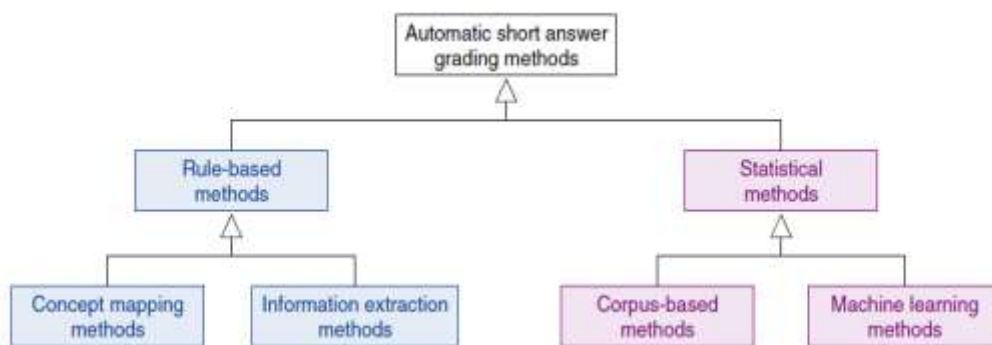 Automatic short answer
grading methods
Rule-based
methods
Statistical
methods
Concept mapping
methods
Information extraction
methods
Corpus-based
methods
Machine learning
methods